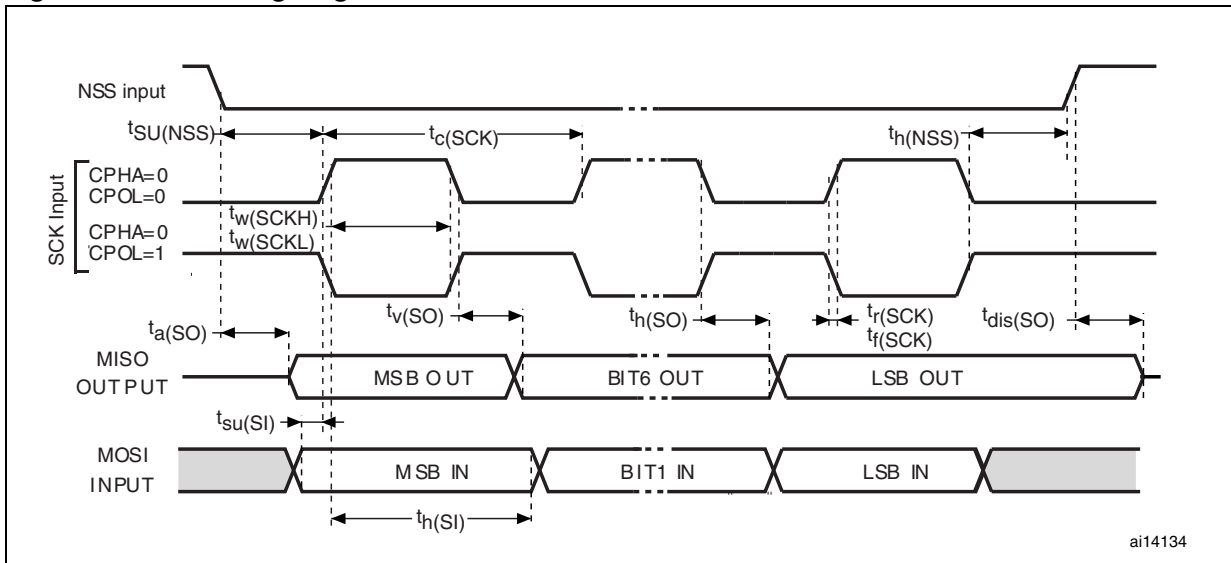 NSS input
tSU(NSS)
tc(SCK)
th(NSS)
SCK Input
CPHA=0
CPOL=0
tw(SCKH)
CPHA=0
tw(SCKL)
CPOL=1
tv(SO)
th(SO)
tr(SCK)
tf(SCK)
tdis(SO)
ta(SO)
MISO
OUTPUT
MSB OUT
BIT6 OUT
LSB OUT
tsu(SI)
MOSI
INPUT
MSB IN
BIT1 IN
LSB IN
th(SI)
ai14134